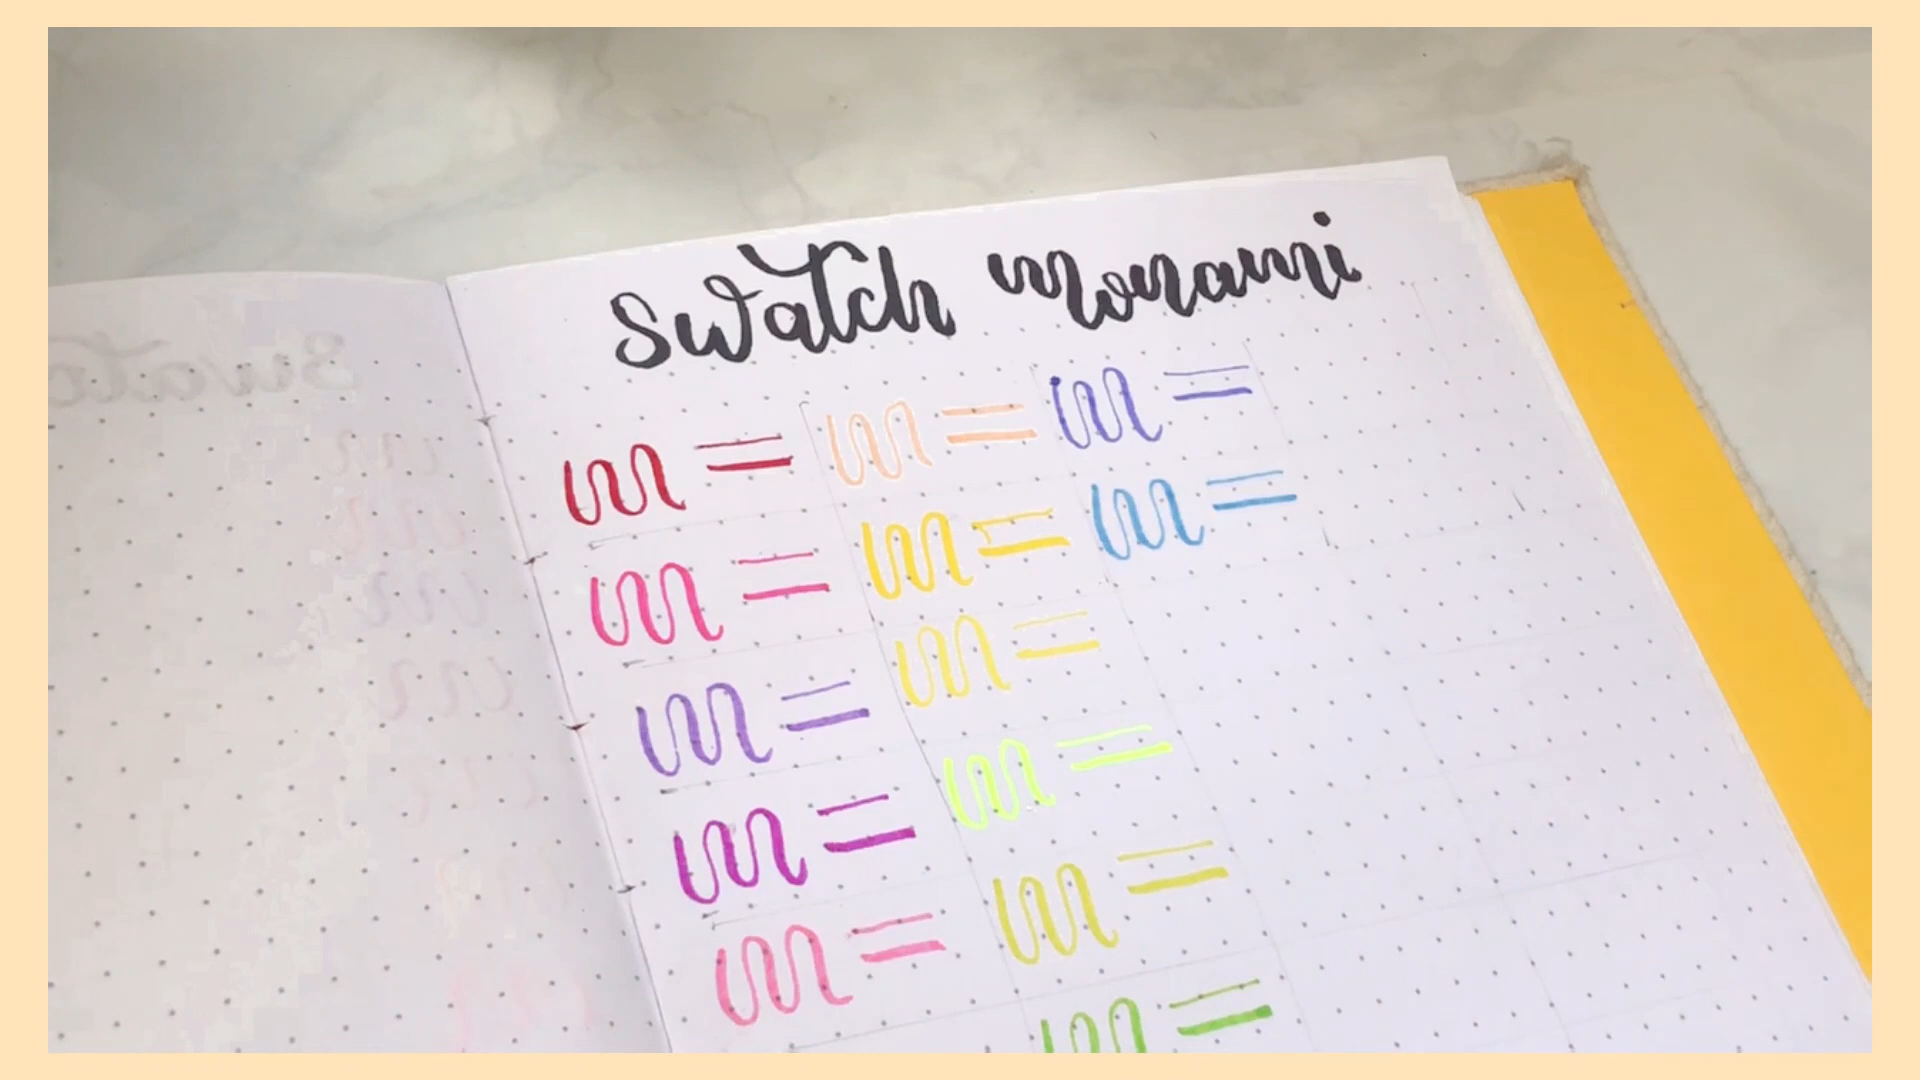 Swatch monami
m =
m =
m =
m =
m =
m =
m =
m =
m =
m =
m =
m =
m =